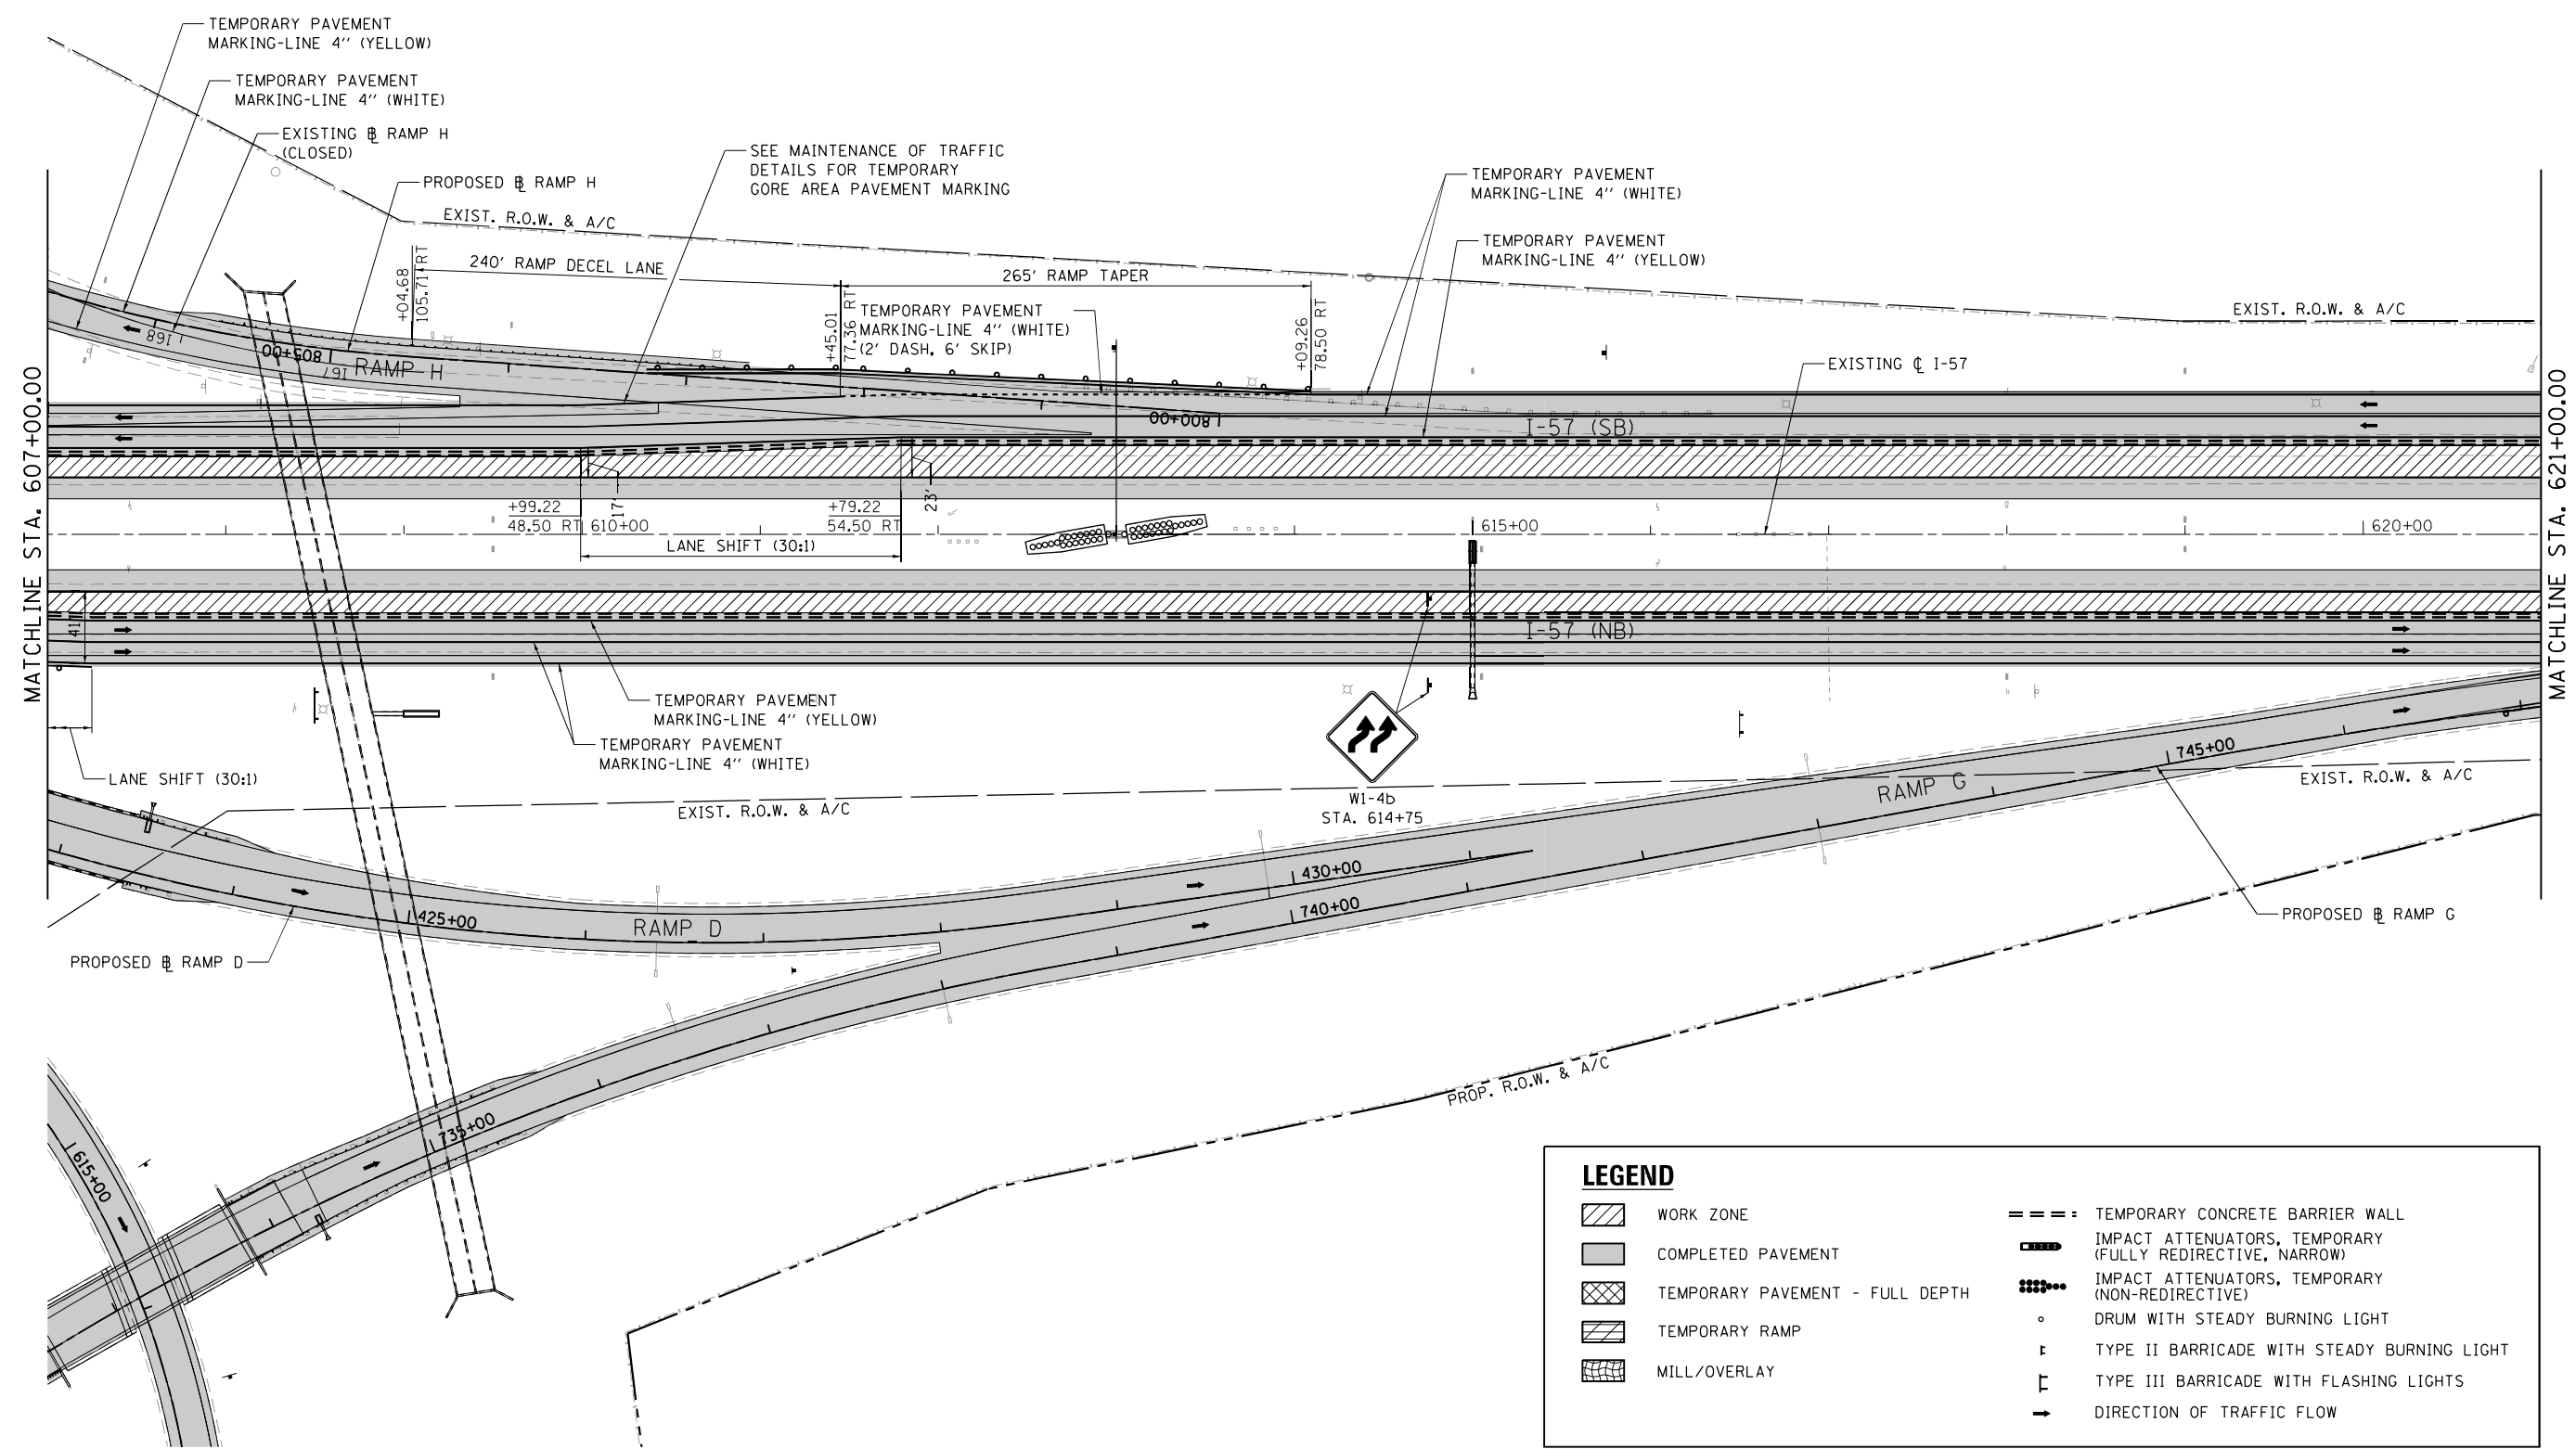 TEMPORARY PAVEMENT
MARKING-LINE 4'' (YELLOW)
TEMPORARY PAVEMENT
MARKING-LINE 4'' (WHITE)
EXISTING ℄ RAMP H
(CLOSED)
PROPOSED ℄ RAMP H
SEE MAINTENANCE OF TRAFFIC
DETAILS FOR TEMPORARY
GORE AREA PAVEMENT MARKING
TEMPORARY PAVEMENT
MARKING-LINE 4'' (WHITE)
TEMPORARY PAVEMENT
MARKING-LINE 4'' (YELLOW)
EXIST. R.O.W. & A/C
EXIST. R.O.W. & A/C
240' RAMP DECEL LANE
265' RAMP TAPER
+04.68
105.71 RT
+45.01
77.36 RT
+09.26
78.50 RT
TEMPORARY PAVEMENT
MARKING-LINE 4'' (WHITE)
(2' DASH, 6' SKIP)
EXISTING ℄ I-57
168
805+00
167
RAMP H
800+00
I-57 (SB)
MATCHLINE STA. 607+00.00
MATCHLINE STA. 621+00.00
17'
23'
+99.22
48.50 RT
610+00
+79.22
54.50 RT
615+00
620+00
LANE SHIFT (30:1)
41'
I-57 (NB)
TEMPORARY PAVEMENT
MARKING-LINE 4'' (YELLOW)
TEMPORARY PAVEMENT
MARKING-LINE 4'' (WHITE)
LANE SHIFT (30:1)
W1-4b
STA. 614+75
EXIST. R.O.W. & A/C
EXIST. R.O.W. & A/C
745+00
RAMP G
430+00
740+00
425+00
RAMP D
PROPOSED ℄ RAMP D
PROPOSED ℄ RAMP G
PROP. R.O.W. & A/C
735+00
615+00
LEGEND
WORK ZONE
COMPLETED PAVEMENT
TEMPORARY PAVEMENT - FULL DEPTH
TEMPORARY RAMP
MILL/OVERLAY
TEMPORARY CONCRETE BARRIER WALL
IMPACT ATTENUATORS, TEMPORARY
(FULLY REDIRECTIVE, NARROW)
IMPACT ATTENUATORS, TEMPORARY
(NON-REDIRECTIVE)
DRUM WITH STEADY BURNING LIGHT
TYPE II BARRICADE WITH STEADY BURNING LIGHT
TYPE III BARRICADE WITH FLASHING LIGHTS
DIRECTION OF TRAFFIC FLOW